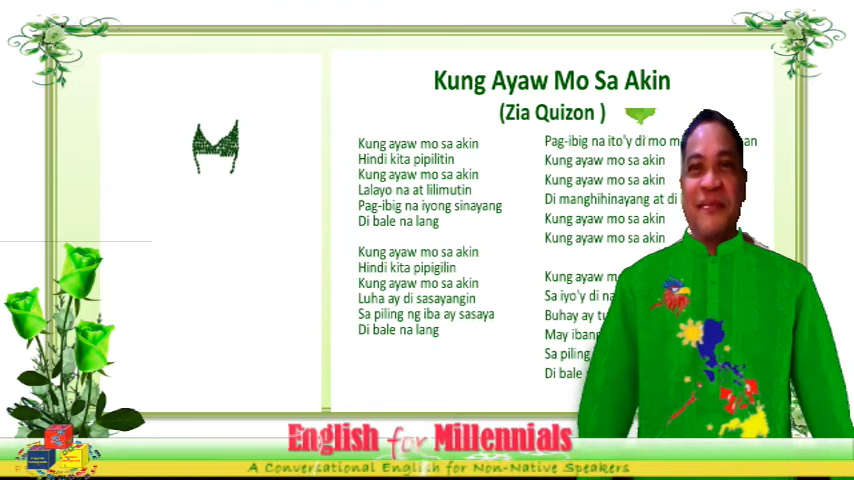 Kung Ayaw Mo Sa Akin
(Zia Quizon )
Kung ayaw mo sa akin
Hindi kita pipilitin
Kung ayaw mo sa akin
Lalayo na at lilimutin
Pag-ibig na iyong sinayang
Di bale na lang
Kung ayaw mo sa akin
Hindi kita pipigilin
Kung ayaw mo sa akin
Luha ay di sasayangin
Sa piling ng iba ay sasaya
Di bale na lang
Pag-ibig na ito'y di mo
Kung ayaw mo sa akin
Kung ayaw mo sa akin
Di manghihinayang at di
Kung ayaw mo sa akin
Kung ayaw mo sa akin
Kung ayaw
Sa iyo'y di
Buhay ay
May
Sa piling
Di bale
English for Millennials
A Conversational English for Non-Native Speakers